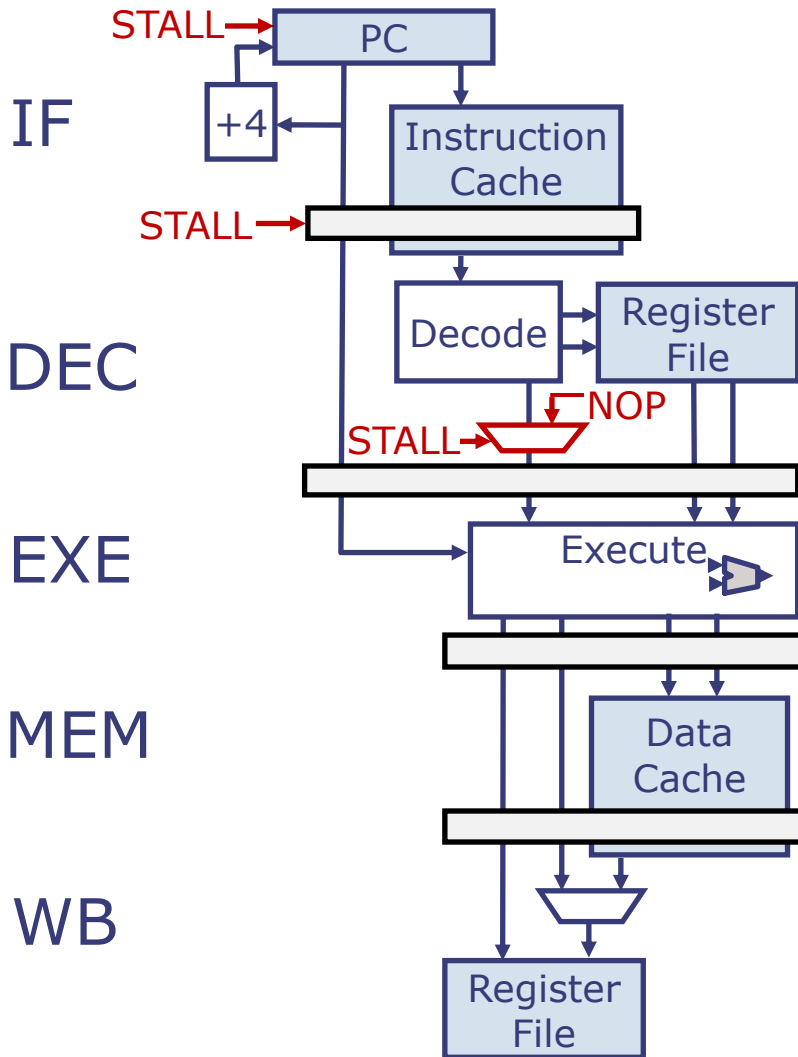 STALL
PC
IF
+4
Instruction
Cache
STALL
DEC
Decode
Register
File
NOP
STALL
EXE
Execute
MEM
Data
Cache
WB
Register
File